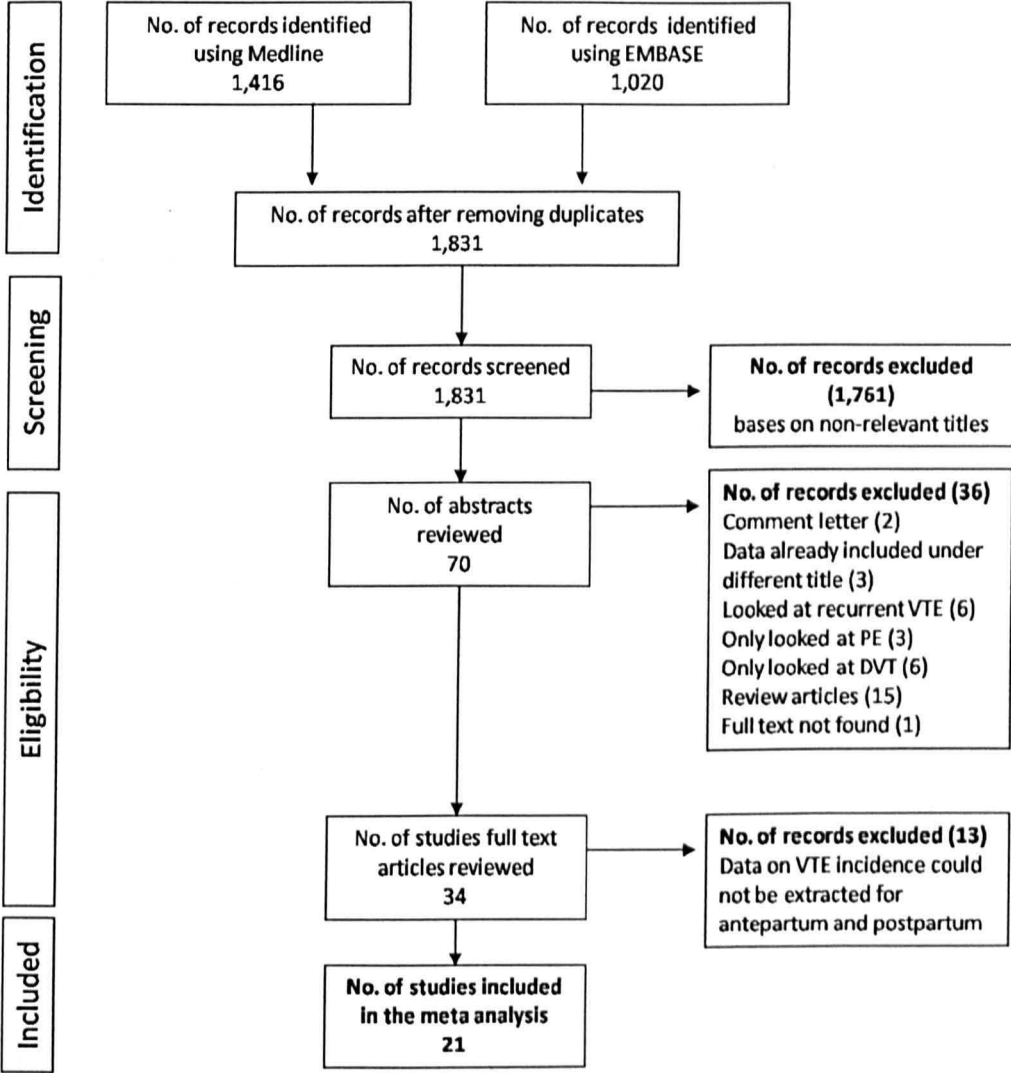 Identification
No. of records identified
using Medline
1,416
No. of records identified
using EMBASE
1,020
No. of records after removing duplicates
1,831
Screening
No. of records screened
1,831
No. of records excluded
(1,761)
bases on non-relevant titles
Eligibility
No. of abstracts
reviewed
70
No. of records excluded (36)
Comment letter (2)
Data already included under
different title (3)
Looked at recurrent VTE (6)
Only looked at PE (3)
Only looked at DVT (6)
Review articles (15)
Full text not found (1)
No. of studies full text
articles reviewed
34
No. of records excluded (13)
Data on VTE incidence could
not be extracted for
antepartum and postpartum
Included
No. of studies included
in the meta analysis
21